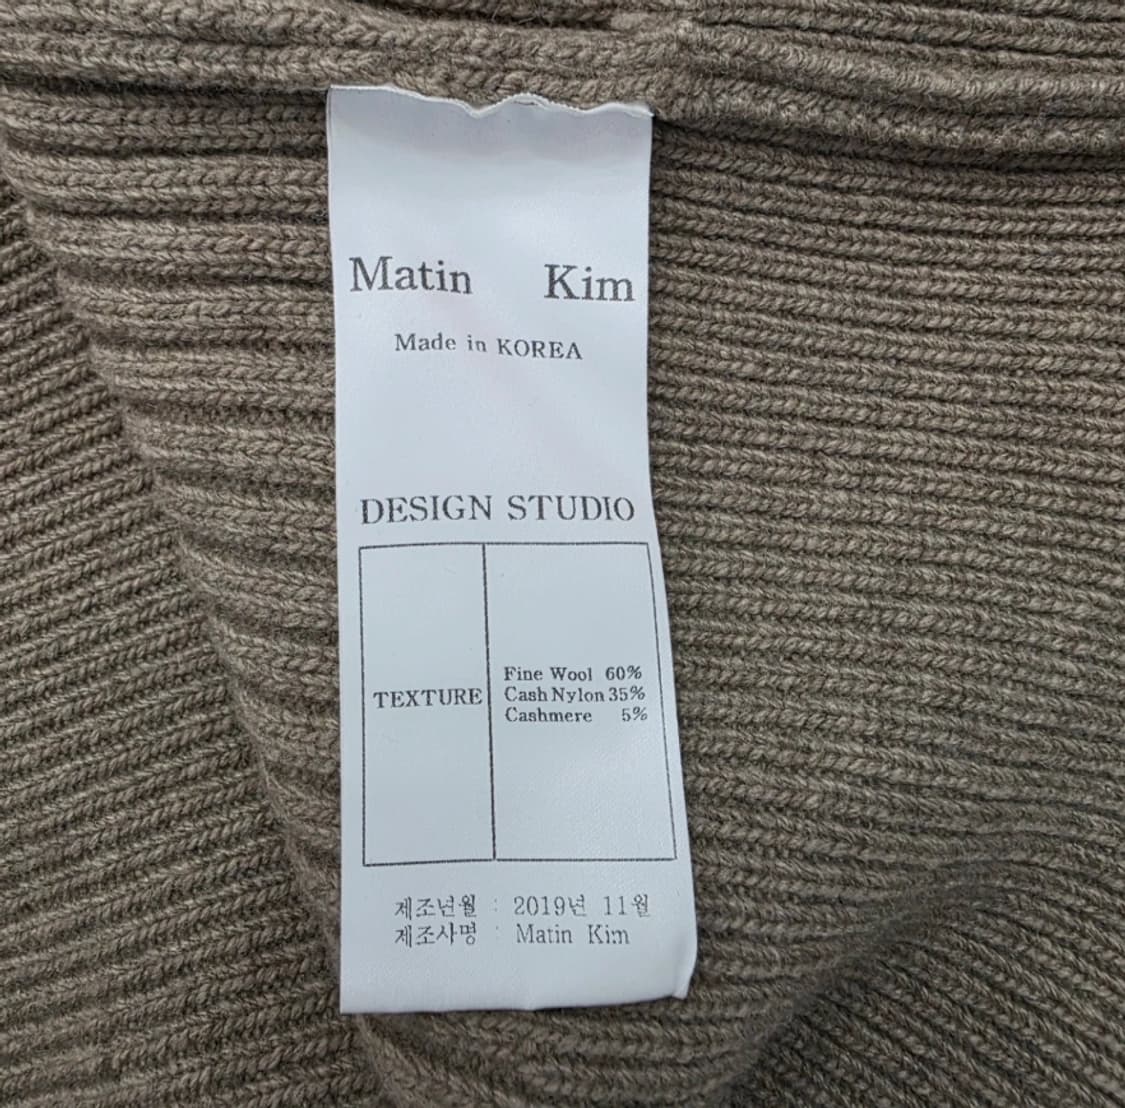 Matin Kim
Made in KOREA
DESIGN STUDIO
TEXTURE
Fine Wool 60%
Cash Nylon 35%
Cashmere 5%
제조년월 : 2019년 11월
제조사명 : Matin Kim